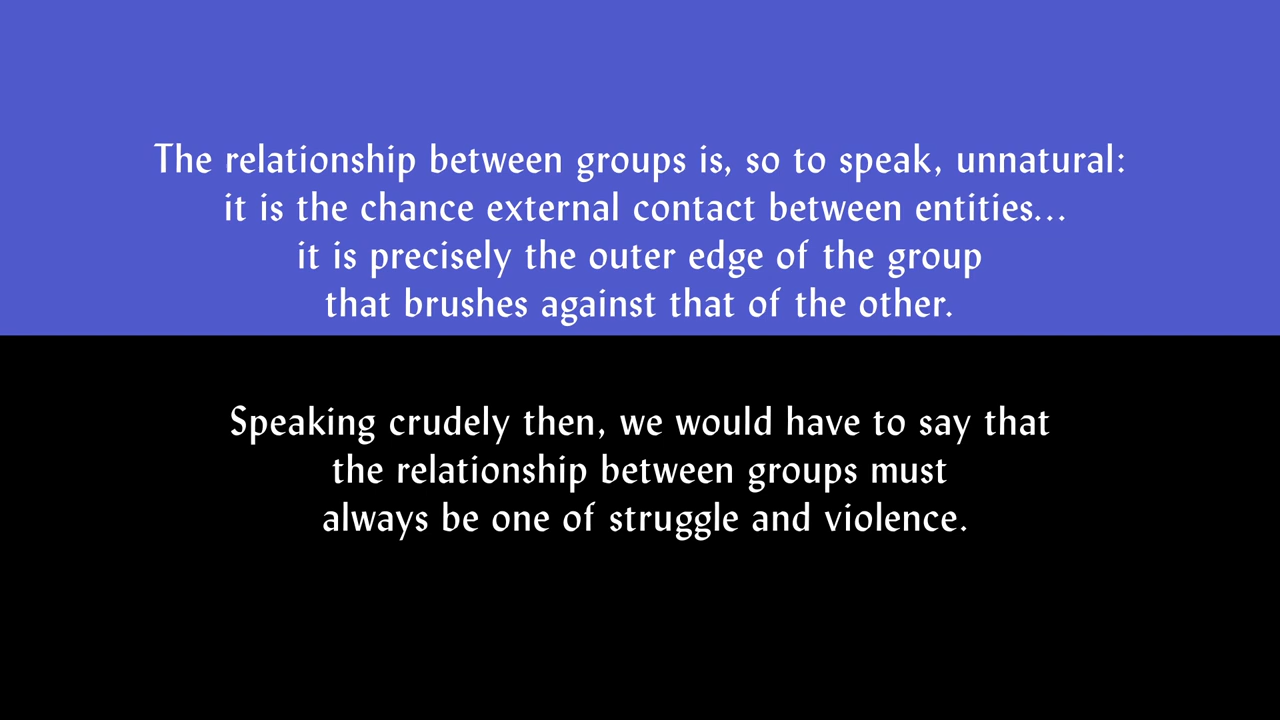 The relationship between groups is, so to speak, unnatural:
it is the chance external contact between entities...
it is precisely the outer edge of the group
that brushes against that of the other.
Speaking crudely then, we would have to say that
the relationship between groups must
always be one of struggle and violence.